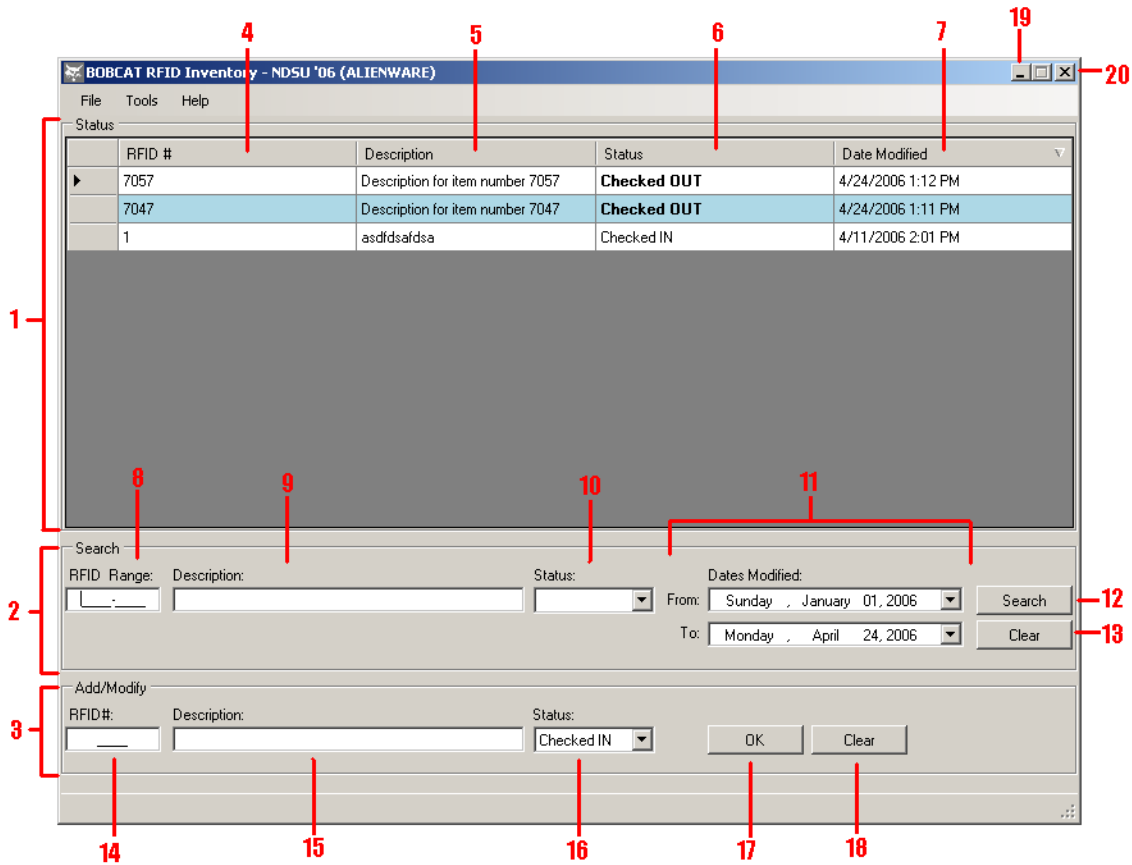 4 5 6 7 19
BOBCAT RFID Inventory - NDSU '06 (ALIENWARE) 20
File Tools Help
Status
RFID # Description Status Date Modified
7057 Description for item number 7057 Checked OUT 4/24/2006 1:12 PM
7047 Description for item number 7047 Checked OUT 4/24/2006 1:11 PM
1 asdfdsafdsa Checked IN 4/11/2006 2:01 PM
1
8 9 10 11
Search
RFID Range: Description: Status: Dates Modified:
From: Sunday , January 01, 2006 Search 12
2
To: Monday , April 24, 2006 Clear 13
Add/Modify
RFID#: Description: Status:
3 Checked IN OK Clear
14 15 16 17 18